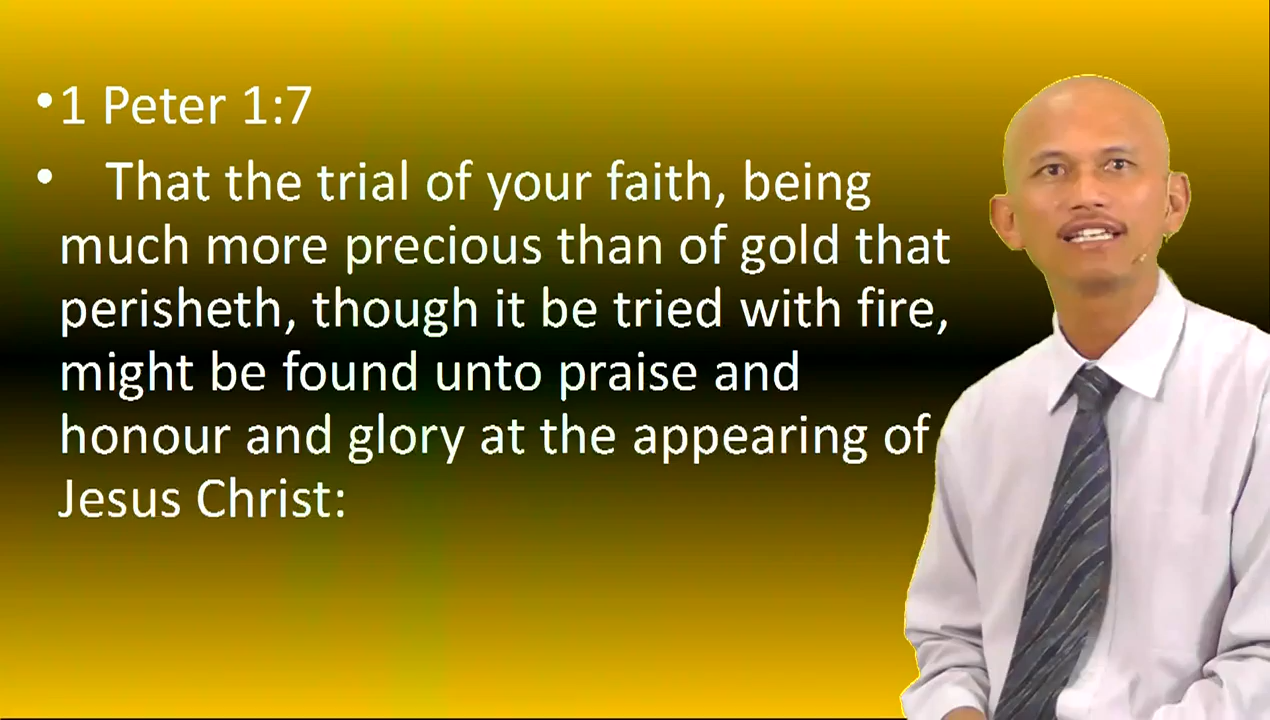 •1 Peter 1:7
• That the trial of your faith, being
much more precious than of gold that
perisheth, though it be tried with fire,
might be found unto praise and
honour and glory at the appearing of
Jesus Christ: